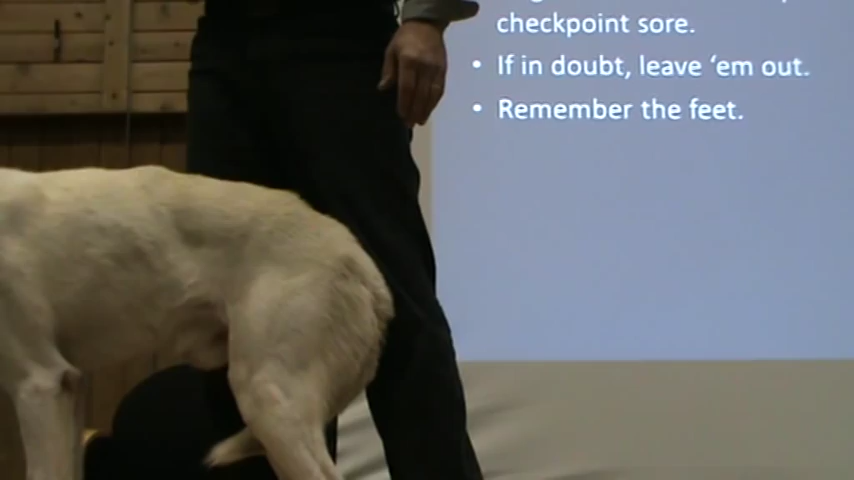 checkpoint sore.
• If in doubt, leave ‘em out.
• Remember the feet.